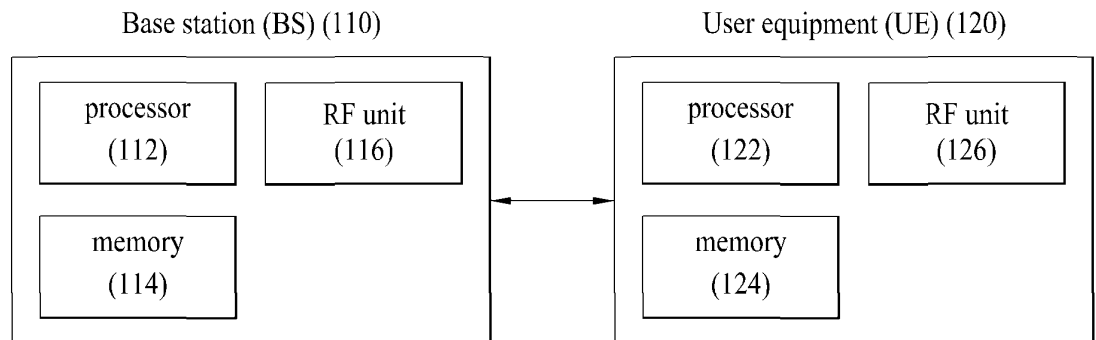 Base station (BS) (110)
processor
(112)
RF unit
(116)
memory
(114)
User equipment (UE) (120)
processor
(122)
RF unit
(126)
memory
(124)